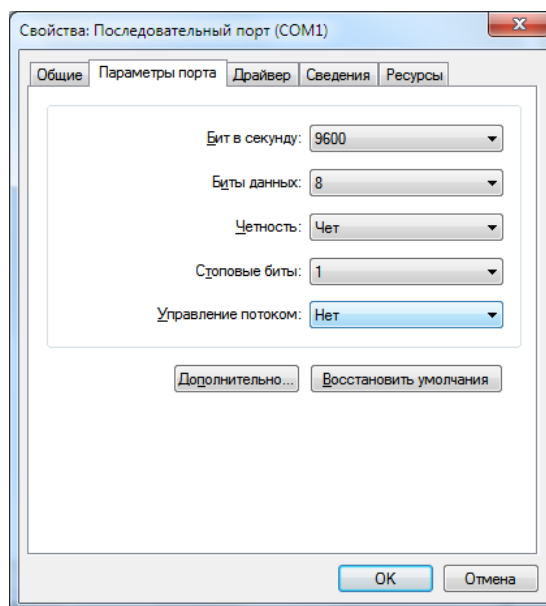 Свойства: Последовательный порт (COM1)
Общие Параметры порта Драйвер Сведения Ресурсы
Бит в секунду: 9600
Биты данных: 8
Четность: Чет
Стоповые биты: 1
Управление потоком: Нет
Дополнительно... Восстановить умолчания
OK Отмена